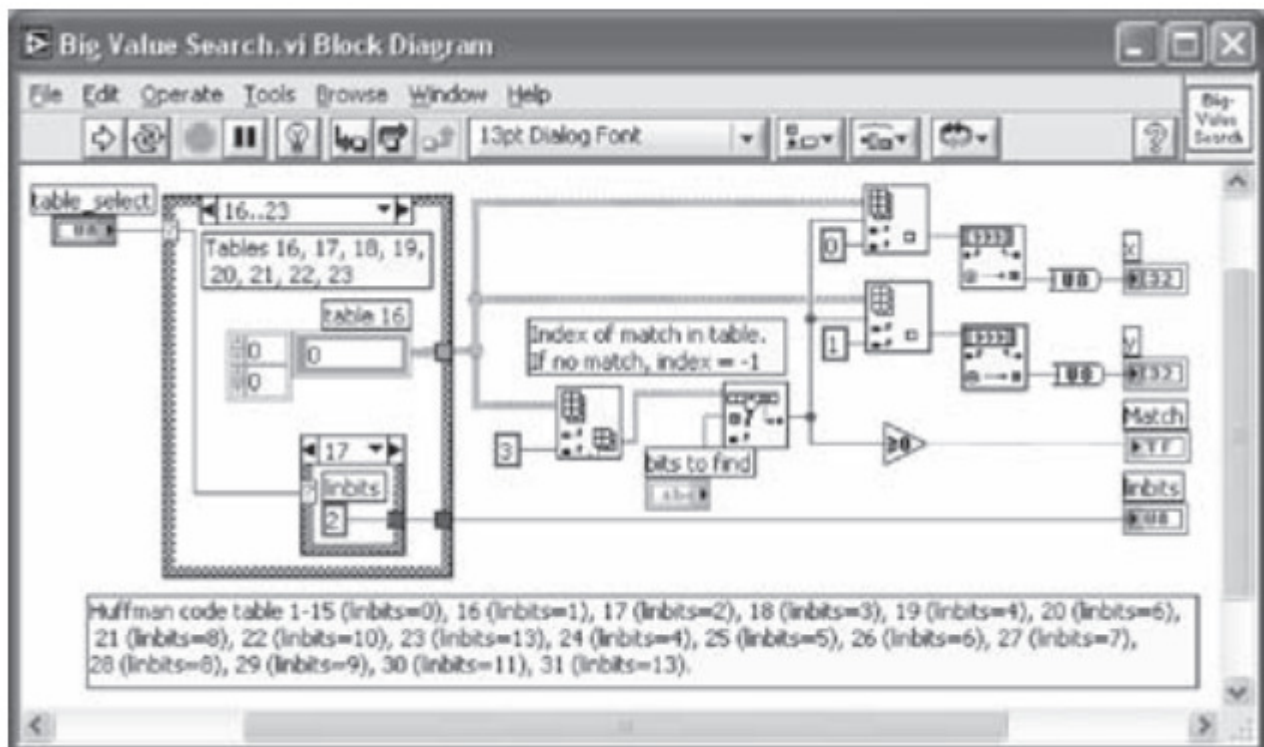 Big Value Search.vi Block Diagram
File Edit Operate Tools Browse Window Help
13pt Dialog Font
Big-
Value
Search
table_select
U8
16..23
Tables 16, 17, 18, 19,
20, 21, 22, 23
table 16
0
0
0
17
linbits
2
3
Index of match in table.
If no match, index = -1
bits to find
abc
0
1
≥0
U8
U8
x
I32
y
I32
Match
TF
linbits
U8
Huffman code table 1-15 (linbits=0), 16 (linbits=1), 17 (linbits=2), 18 (linbits=3), 19 (linbits=4), 20 (linbits=6),
21 (linbits=8), 22 (linbits=10), 23 (linbits=13), 24 (linbits=4), 25 (linbits=5), 26 (linbits=6), 27 (linbits=7),
28 (linbits=8), 29 (linbits=9), 30 (linbits=11), 31 (linbits=13).